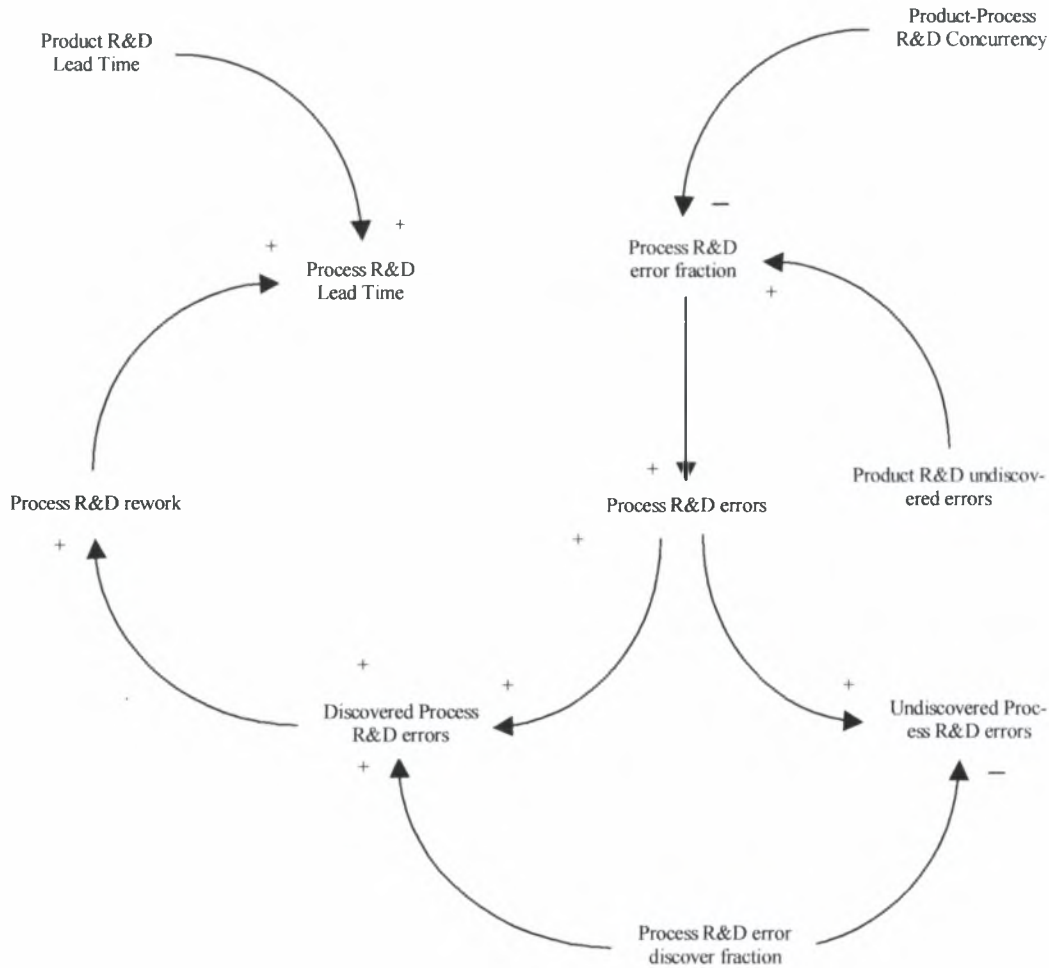 Product R&D
Lead Time
Product-Process
R&D Concurrency
+
−
+
Process R&D
Lead Time
Process R&D
error fraction
+
+
Process R&D rework
Process R&D errors
Product R&D undiscov-
ered errors
+
+
+
+
+
Discovered Process
R&D errors
Undiscovered Proc-
ess R&D errors
+
−
Process R&D error
discover fraction